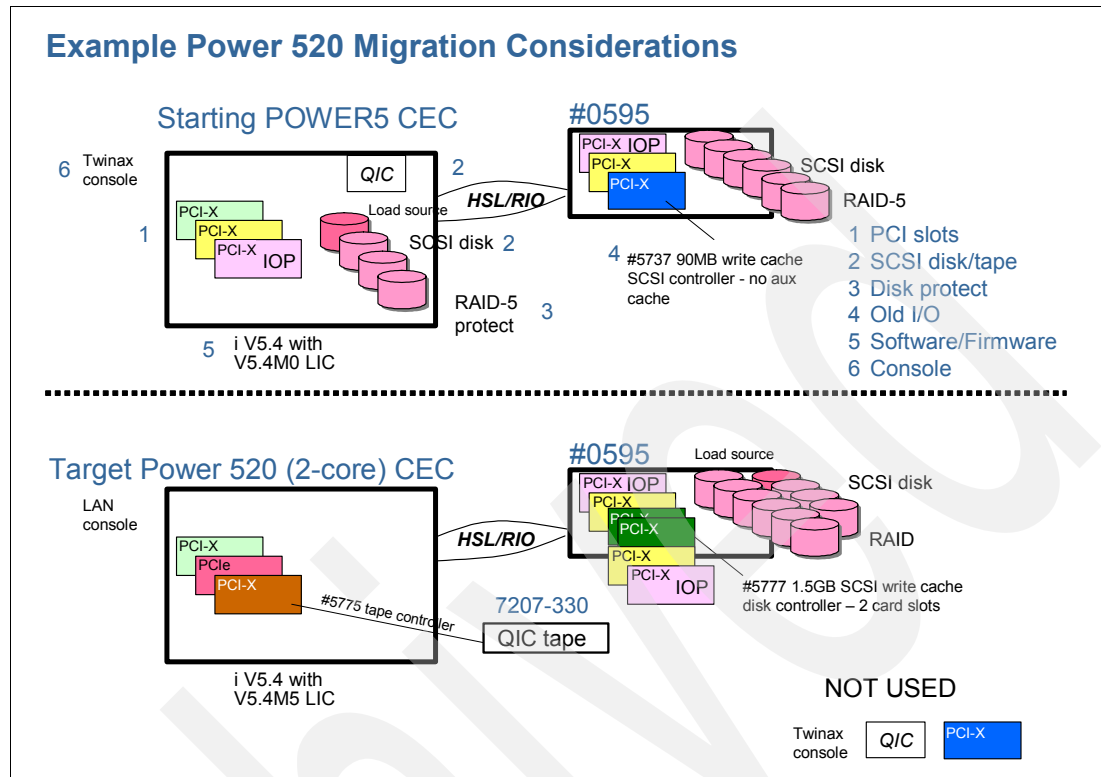 Example Power 520 Migration Considerations
Starting POWER5 CEC
#0595
6 Twinax
console
QIC
2
Load source
HSL/RIO
PCI-X IOP
PCI-X
PCI-X
SCSI disk
RAID-5
1
PCI-X
PCI-X
PCI-X IOP
SCSI disk 2
RAID-5
protect 3
4 #5737 90MB write cache
SCSI controller - no aux
cache
1 PCI slots
2 SCSI disk/tape
3 Disk protect
4 Old I/O
5 Software/Firmware
6 Console
5 i V5.4 with
V5.4M0 LIC
Target Power 520 (2-core) CEC
#0595
Load source
LAN
console
HSL/RIO
PCI-X IOP
PCI-X
PCI-X
PCI-X
PCI-X
PCI-X IOP
SCSI disk
RAID
PCI-X
PCIe
PCI-X
#5775 tape controller
7207-330
QIC tape
#5777 1.5GB SCSI write cache
disk controller – 2 card slots
i V5.4 with
V5.4M5 LIC
NOT USED
Twinax
console
QIC
PCI-X